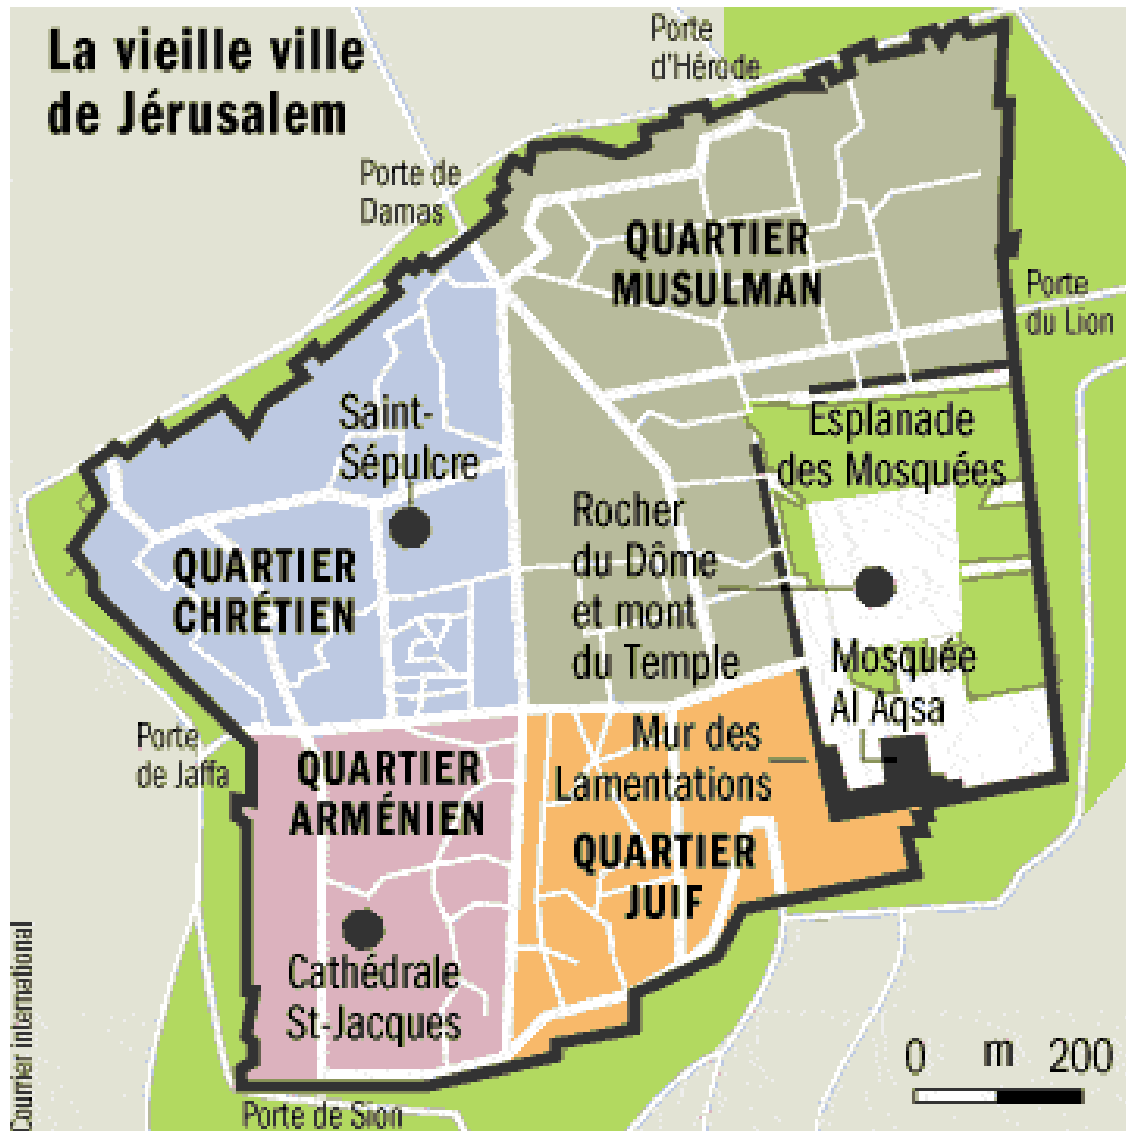 La vieille ville
de Jérusalem
Porte
d'Hérode
Porte de
Damas
QUARTIER
MUSULMAN
Porte
du Lion
Saint-
Sépulcre
Esplanade
des Mosquées
Rocher
du Dôme
et mont
du Temple
QUARTIER
CHRÉTIEN
Mosquée
Al Aqsa
Porte
de Jaffa
Mur des
Lamentations
QUARTIER
ARMÉNIEN
QUARTIER
JUIF
Cathédrale
St-Jacques
Porte de Sion
0 m 200
Courrier international